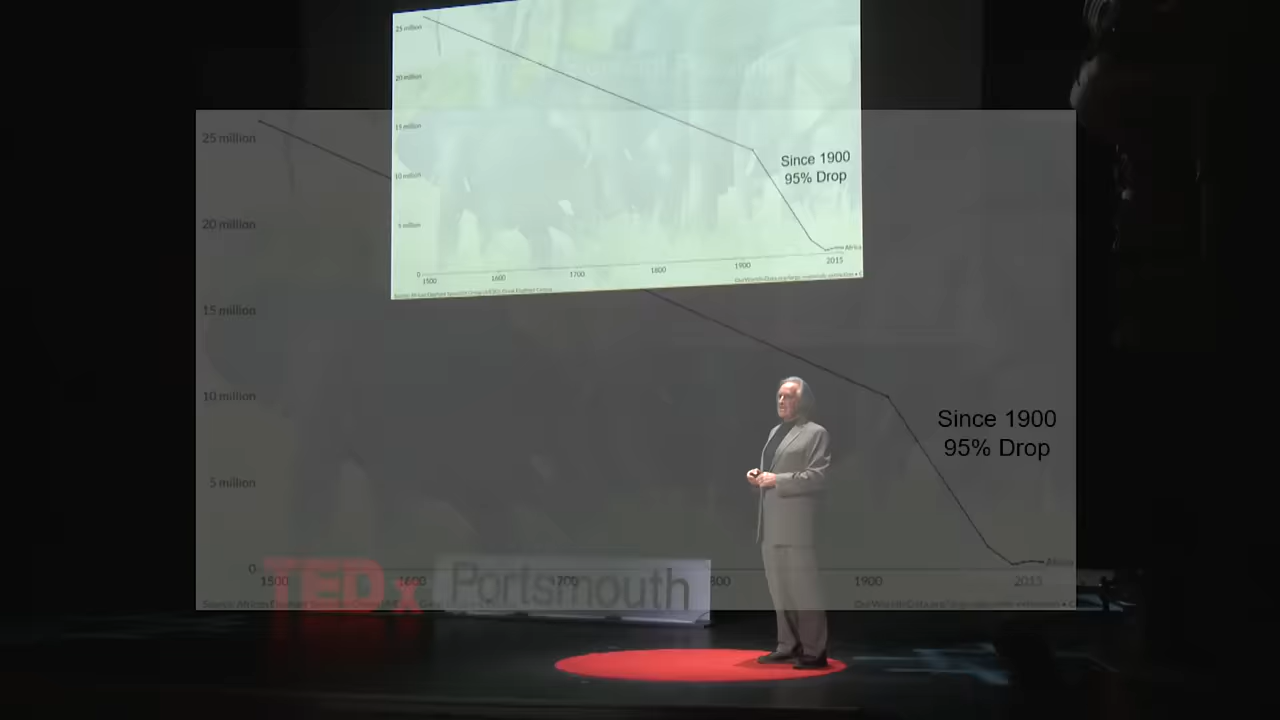 25 million
20 million
15 million
10 million
5 million
0
1500
1600
1700
1800
1900
2015
Since 1900
95% Drop
Africa
25 million
20 million
15 million
10 million
5 million
0
1500
1600
1700
800
1900
2015
Since 1900
95% Drop
Africa
TEDx Portsmouth